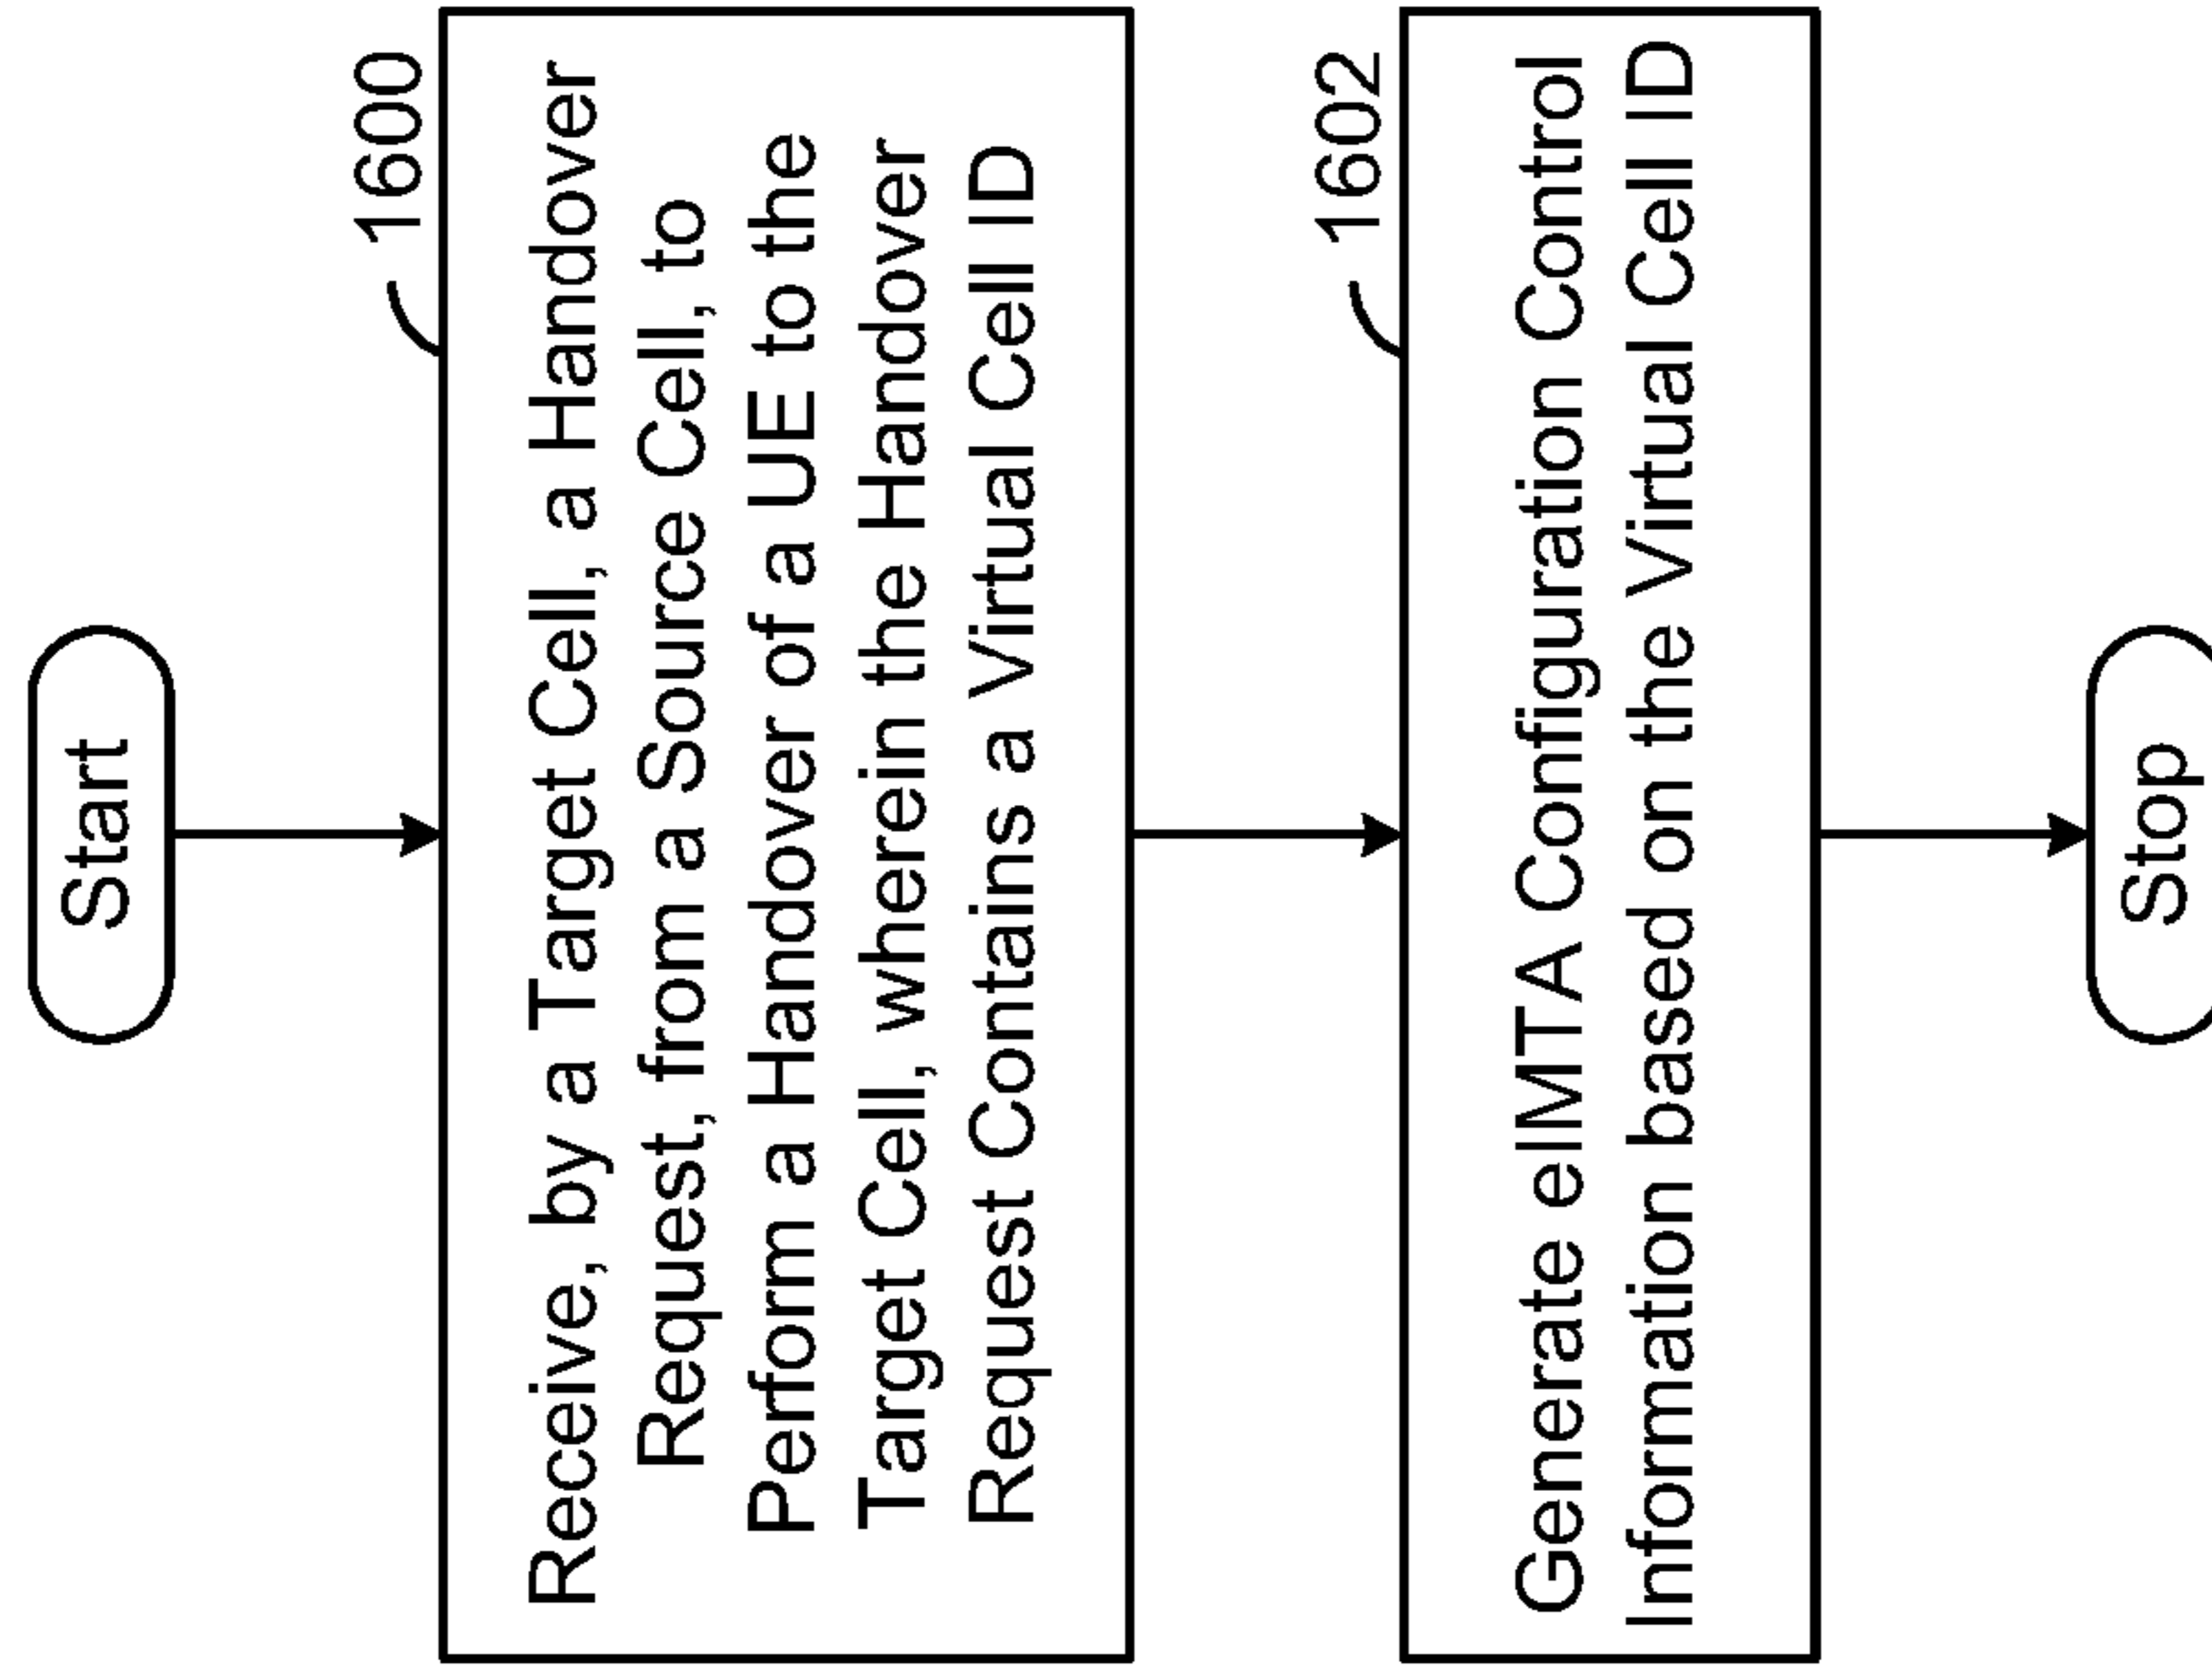 Start
1600
Receive, by a Target Cell, a Handover
Request, from a Source Cell, to
Perform a Handover of a UE to the
Target Cell, wherein the Handover
Request Contains a Virtual Cell ID
1602
Generate eIMTA Configuration Control
Information based on the Virtual Cell ID
Stop